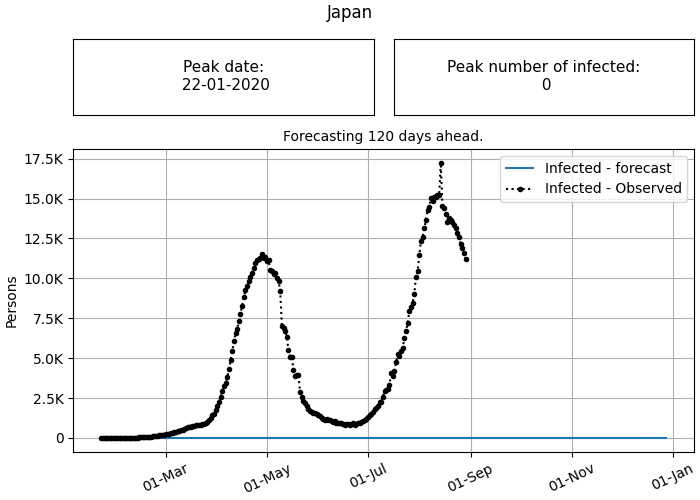 Japan
Peak date:
22-01-2020
Peak number of infected:
0
Forecasting 120 days ahead.
Infected - forecast
Infected - Observed
Persons
17.5K
15.0K
12.5K
10.0K
7.5K
5.0K
2.5K
0
01-Mar
01-May
01-Jul
01-Sep
01-Nov
01-Jan